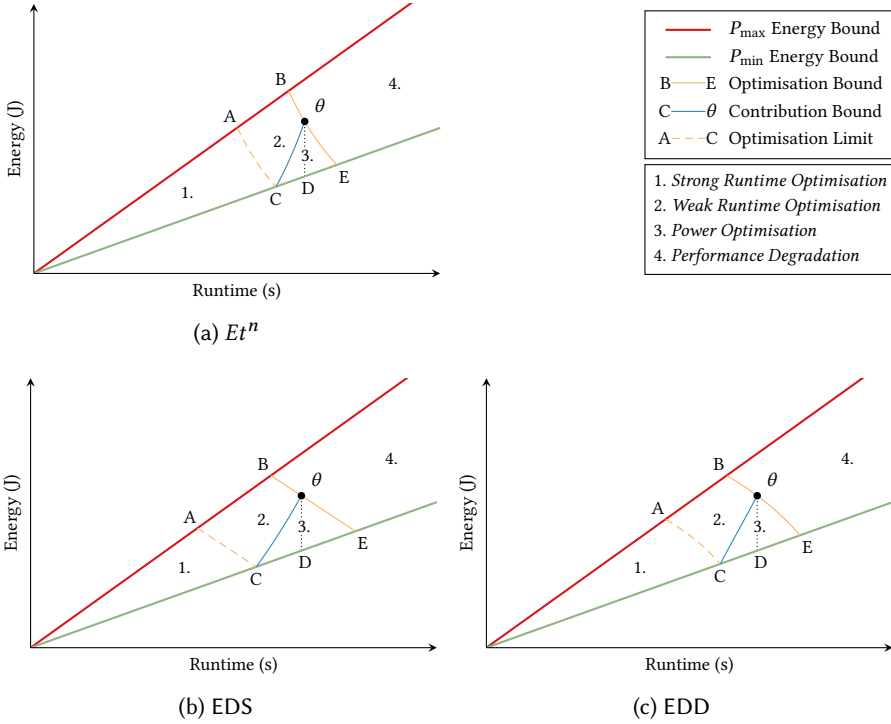 B
θ
A
4.
2.
3.
1.
C
D
E
Energy (J)
Runtime (s)
(a) Etⁿ
P_max Energy Bound
P_min Energy Bound
B E Optimisation Bound
C θ Contribution Bound
A C Optimisation Limit
1. Strong Runtime Optimisation
2. Weak Runtime Optimisation
3. Power Optimisation
4. Performance Degradation
B
θ
4.
A
2.
3.
E
1.
C
D
Energy (J)
Runtime (s)
(b) EDS
B
θ
4.
A
2.
3.
E
1.
C
D
Energy (J)
Runtime (s)
(c) EDD